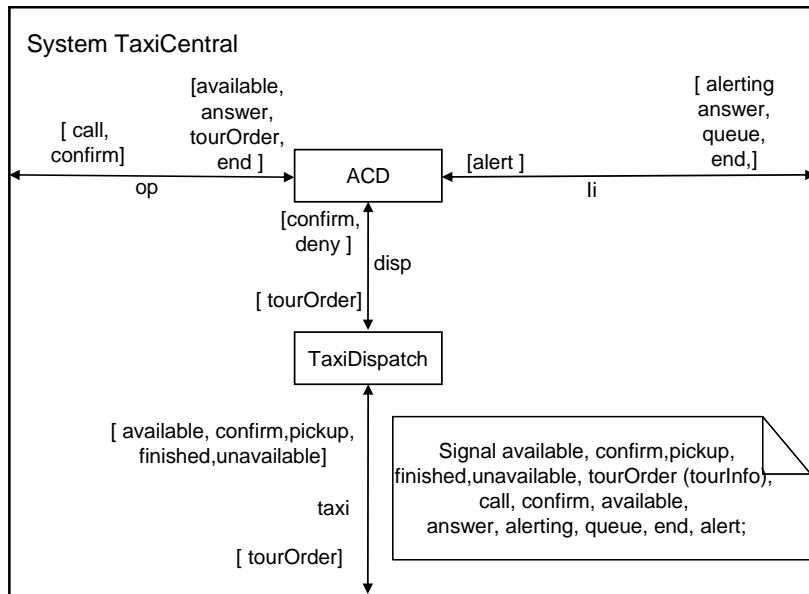 System TaxiCentral
[available,
answer,
tourOrder,
end ]
[ call,
confirm]
op
ACD
[alert ]
[ alerting
answer,
queue,
end,]
li
[confirm,
deny ]
disp
[ tourOrder]
TaxiDispatch
[ available, confirm,pickup,
finished,unavailable]
taxi
[ tourOrder]
Signal available, confirm,pickup,
finished,unavailable, tourOrder (tourInfo),
call, confirm, available,
answer, alerting, queue, end, alert;